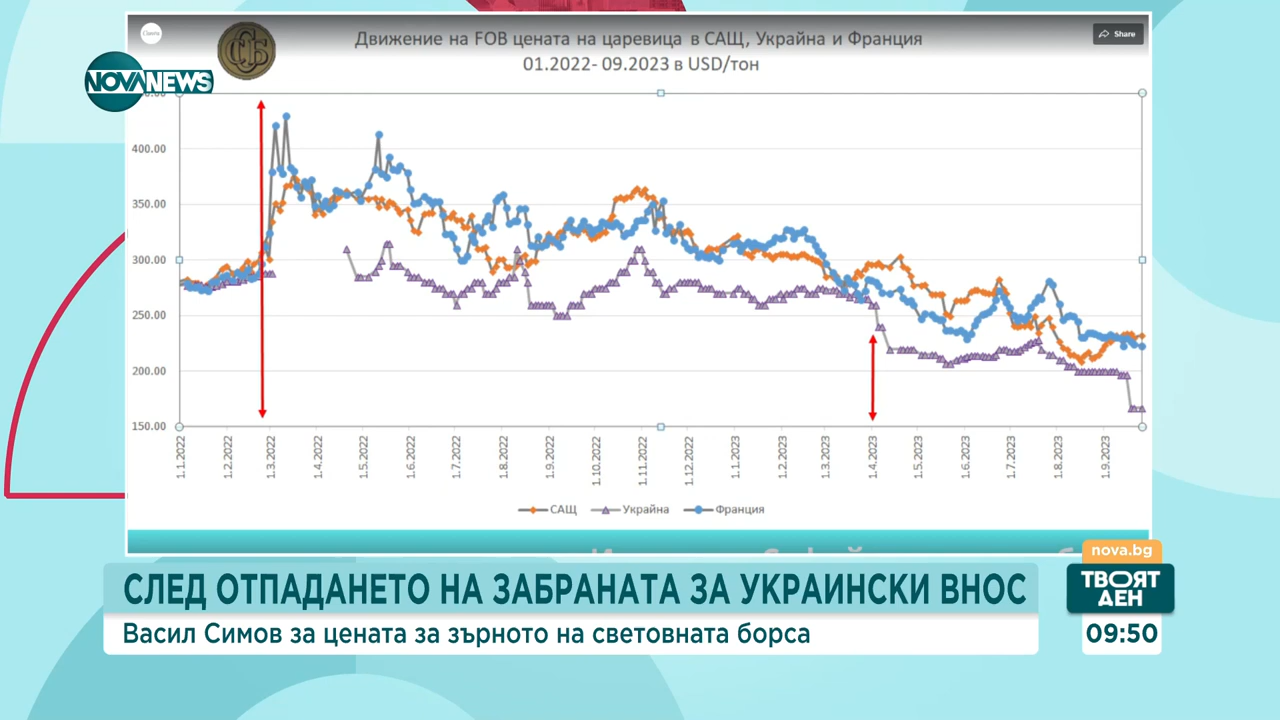 Движение на FOB цената на царевица в САЩ, Украйна и Франция
01.2022- 09.2023 в USD/тон
Share
ССБ
NOVANEWS
400.00
350.00
300.00
250.00
200.00
150.00
1.1.2022
1.2.2022
1.3.2022
1.4.2022
1.5.2022
1.6.2022
1.7.2022
1.8.2022
1.9.2022
1.10.2022
1.11.2022
1.12.2022
1.1.2023
1.2.2023
1.3.2023
1.4.2023
1.5.2023
1.6.2023
1.7.2023
1.8.2023
1.9.2023
САЩ Украйна Франция
nova.bg
СЛЕД ОТПАДАНЕТО НА ЗАБРАНАТА ЗА УКРАИНСКИ ВНОС
Васил Симов за цената за зърното на световната борса
ТВОЯТ
ДЕН
09:50